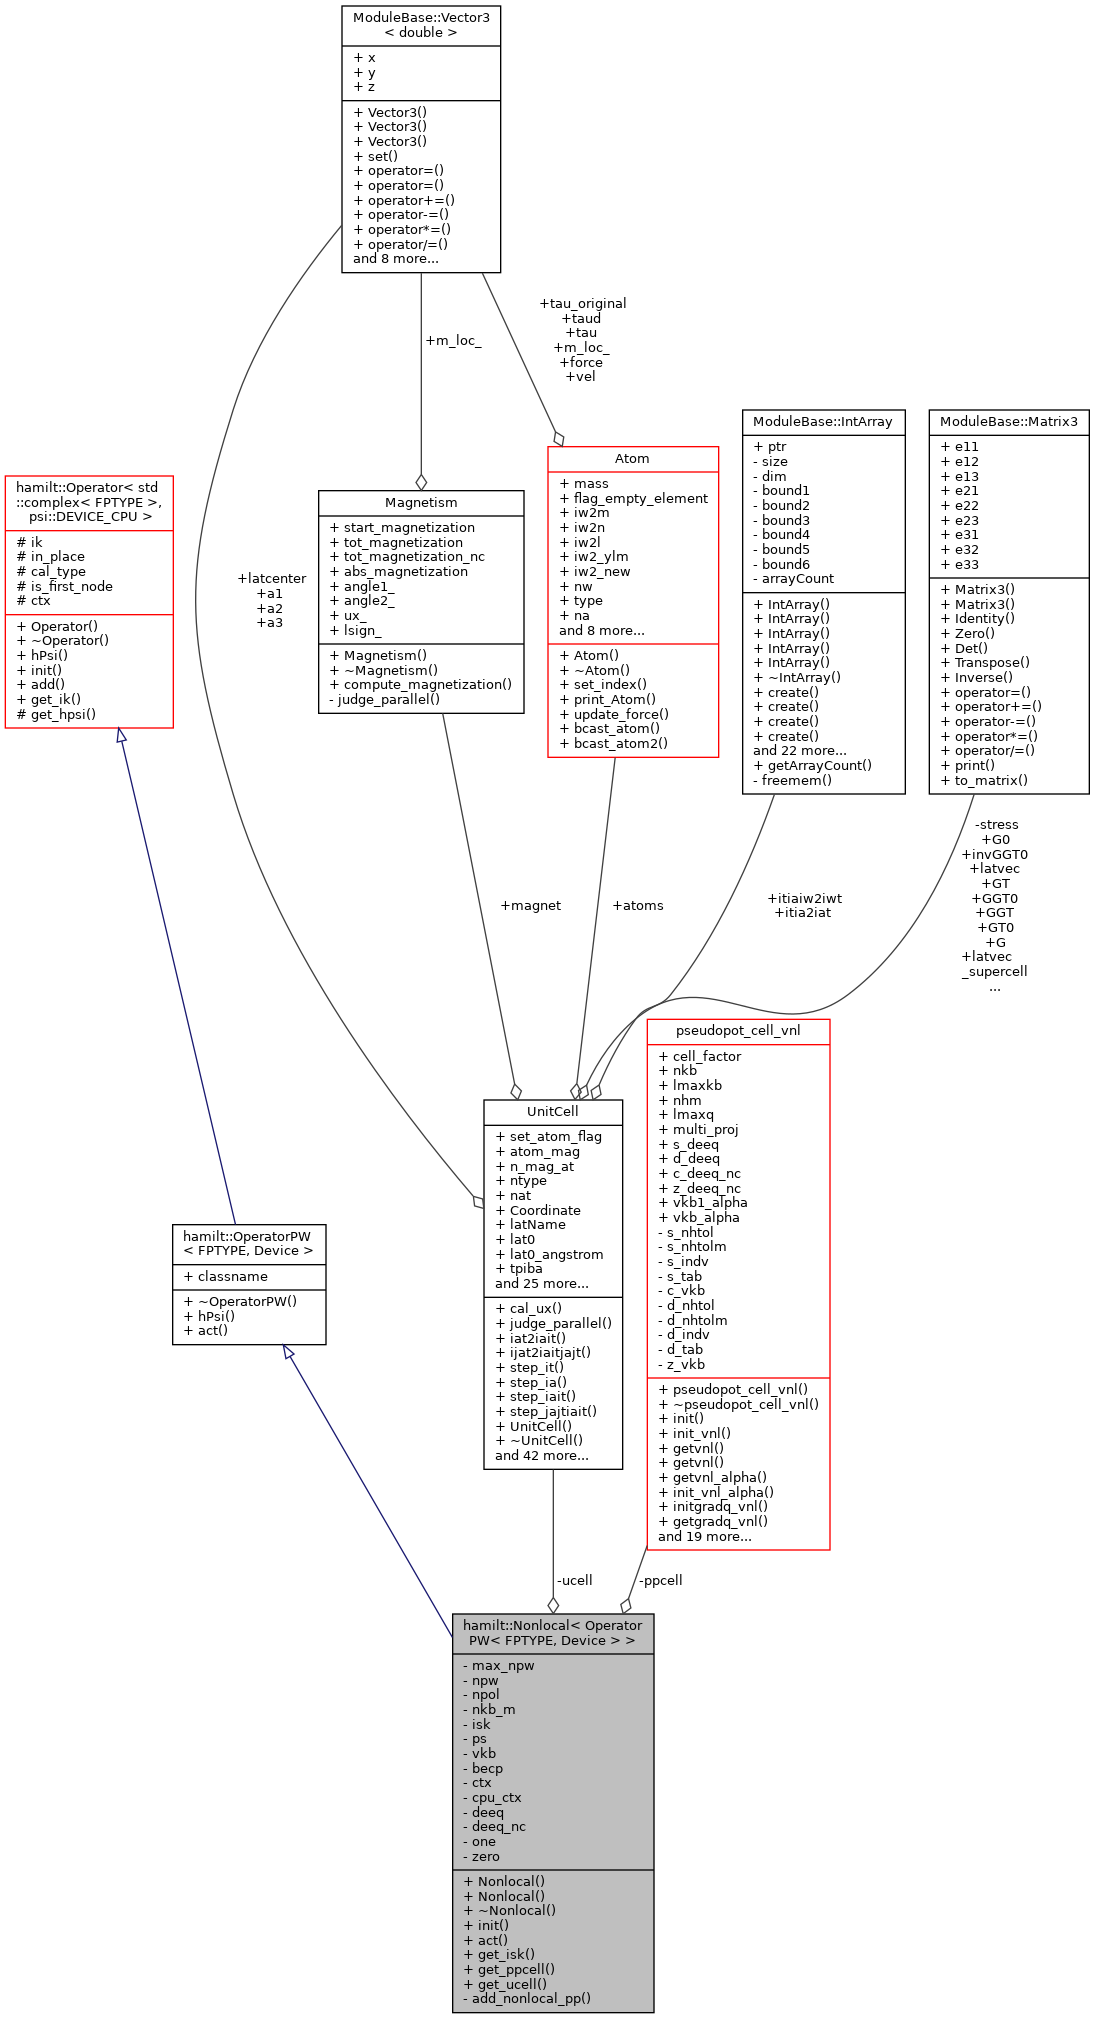 ModuleBase::Vector3
< double >
+ x
+ y
+ z
+ Vector3()
+ Vector3()
+ Vector3()
+ set()
+ operator=()
+ operator=()
+ operator+=()
+ operator-=()
+ operator*=()
+ operator/=()
and 8 more...
+tau_original
+taud
+tau
+m_loc_
+force
+vel
+m_loc_
+latcenter
+a1
+a2
+a3
hamilt::Operator< std
::complex< FPTYPE >,
psi::DEVICE_CPU >
# ik
# in_place
# cal_type
# is_first_node
# ctx
+ Operator()
+ ~Operator()
+ hPsi()
+ init()
+ add()
+ get_ik()
# get_hpsi()
Magnetism
+ start_magnetization
+ tot_magnetization
+ tot_magnetization_nc
+ abs_magnetization
+ angle1_
+ angle2_
+ ux_
+ lsign_
+ Magnetism()
+ ~Magnetism()
+ compute_magnetization()
- judge_parallel()
Atom
+ mass
+ flag_empty_element
+ iw2m
+ iw2n
+ iw2l
+ iw2_ylm
+ iw2_new
+ nw
+ type
+ na
and 8 more...
+ Atom()
+ ~Atom()
+ set_index()
+ print_Atom()
+ update_force()
+ bcast_atom()
+ bcast_atom2()
ModuleBase::IntArray
+ ptr
- size
- dim
- bound1
- bound2
- bound3
- bound4
- bound5
- bound6
- arrayCount
+ IntArray()
+ IntArray()
+ IntArray()
+ IntArray()
+ IntArray()
+ ~IntArray()
+ create()
+ create()
+ create()
+ create()
and 22 more...
+ getArrayCount()
- freemem()
ModuleBase::Matrix3
+ e11
+ e12
+ e13
+ e21
+ e22
+ e23
+ e31
+ e32
+ e33
+ Matrix3()
+ Matrix3()
+ Identity()
+ Zero()
+ Det()
+ Transpose()
+ Inverse()
+ operator=()
+ operator+=()
+ operator-=()
+ operator*=()
+ operator/=()
+ print()
+ to_matrix()
+magnet
+atoms
+itiaiw2iwt
+itia2iat
-stress
+G0
+invGGT0
+latvec
+GT
+GGT0
+GGT
+GT0
+G
+latvec
_supercell
...
hamilt::OperatorPW
< FPTYPE, Device >
+ classname
+ ~OperatorPW()
+ hPsi()
+ act()
UnitCell
+ set_atom_flag
+ atom_mag
+ n_mag_at
+ ntype
+ nat
+ Coordinate
+ latName
+ lat0
+ lat0_angstrom
+ tpiba
and 25 more...
+ cal_ux()
+ judge_parallel()
+ iat2iait()
+ ijat2iaitjajt()
+ step_it()
+ step_ia()
+ step_iait()
+ step_jajtiait()
+ UnitCell()
+ ~UnitCell()
and 42 more...
pseudopot_cell_vnl
+ cell_factor
+ nkb
+ lmaxkb
+ nhm
+ lmaxq
+ multi_proj
+ s_deeq
+ d_deeq
+ c_deeq_nc
+ z_deeq_nc
+ vkb1_alpha
+ vkb_alpha
- s_nhtol
- s_nhtolm
- s_indv
- s_tab
- c_vkb
- d_nhtol
- d_nhtolm
- d_indv
- d_tab
- z_vkb
+ pseudopot_cell_vnl()
+ ~pseudopot_cell_vnl()
+ init()
+ init_vnl()
+ getvnl()
+ getvnl()
+ getvnl_alpha()
+ init_vnl_alpha()
+ initgradq_vnl()
+ getgradq_vnl()
and 19 more...
-ucell
-ppcell
hamilt::Nonlocal< Operator
PW< FPTYPE, Device > >
- max_npw
- npw
- npol
- nkb_m
- isk
- ps
- vkb
- becp
- ctx
- cpu_ctx
- deeq
- deeq_nc
- one
- zero
+ Nonlocal()
+ Nonlocal()
+ ~Nonlocal()
+ init()
+ act()
+ get_isk()
+ get_ppcell()
+ get_ucell()
- add_nonlocal_pp()